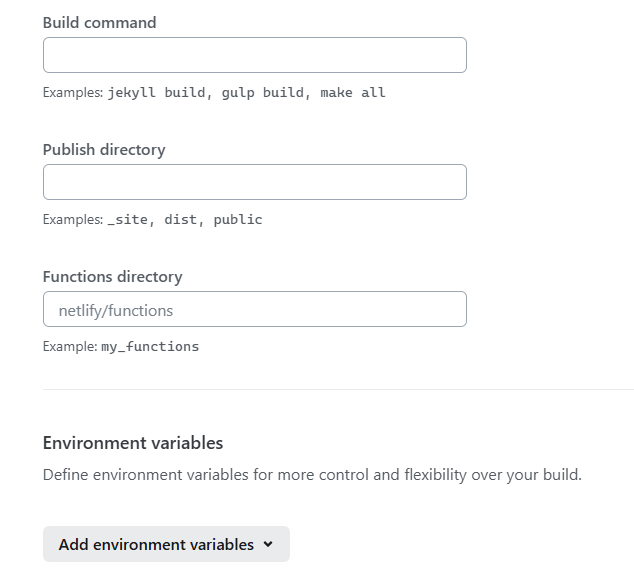 Build command
Examples: jekyll build, gulp build, make all
Publish directory
Examples: _site, dist, public
Functions directory
netlify/functions
Example: my_functions
Environment variables
Define environment variables for more control and flexibility over your build.
Add environment variables